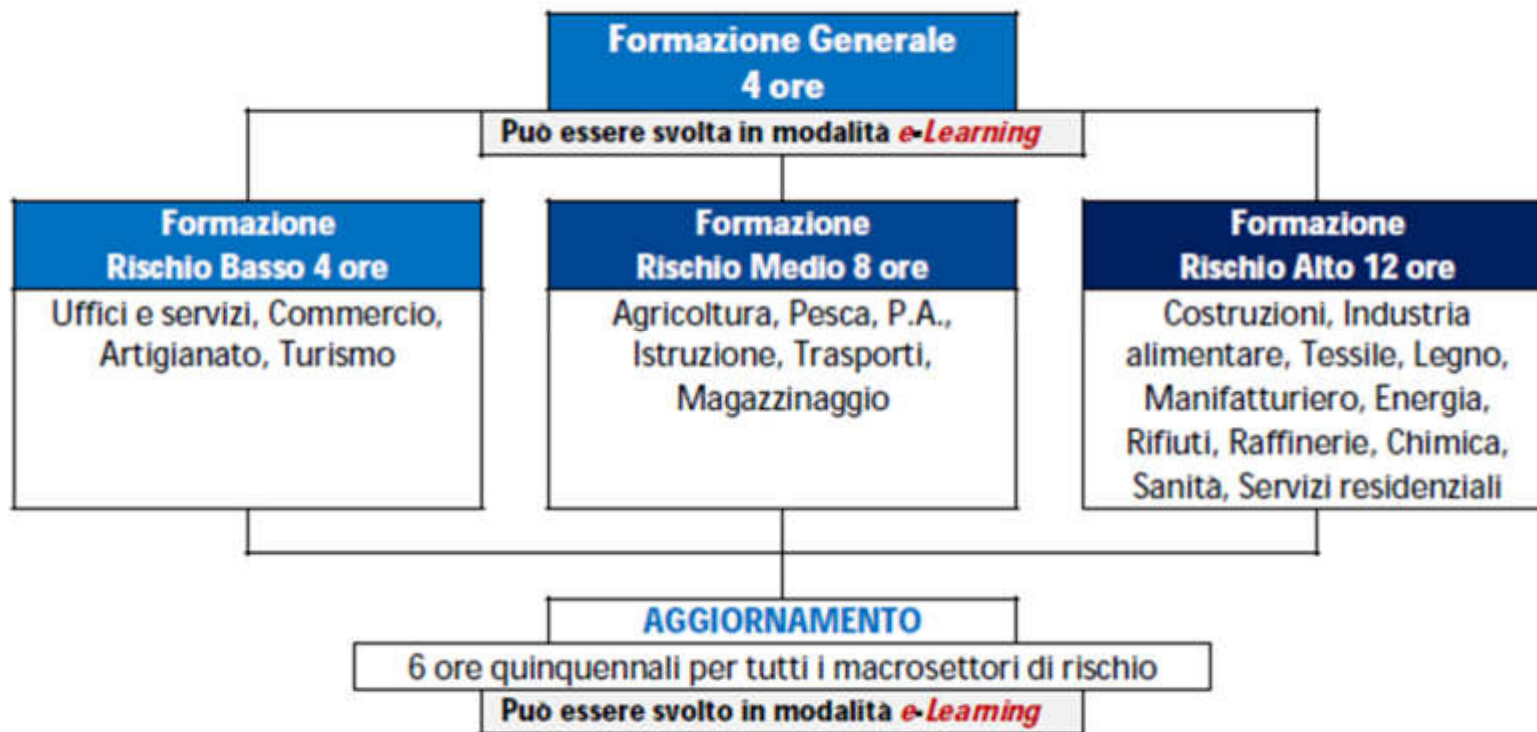 Formazione Generale
4 ore
Può essere svolta in modalità e-Learning
Formazione
Rischio Basso 4 ore
Uffici e servizi, Commercio,
Artigianato, Turismo
Formazione
Rischio Medio 8 ore
Agricoltura, Pesca, P.A.,
Istruzione, Trasporti,
Magazzinaggio
Formazione
Rischio Alto 12 ore
Costruzioni, Industria
alimentare, Tessile, Legno,
Manifatturiero, Energia,
Rifiuti, Raffinerie, Chimica,
Sanità, Servizi residenziali
AGGIORNAMENTO
6 ore quinquennali per tutti i macrosettori di rischio
Può essere svolto in modalità e-Learning